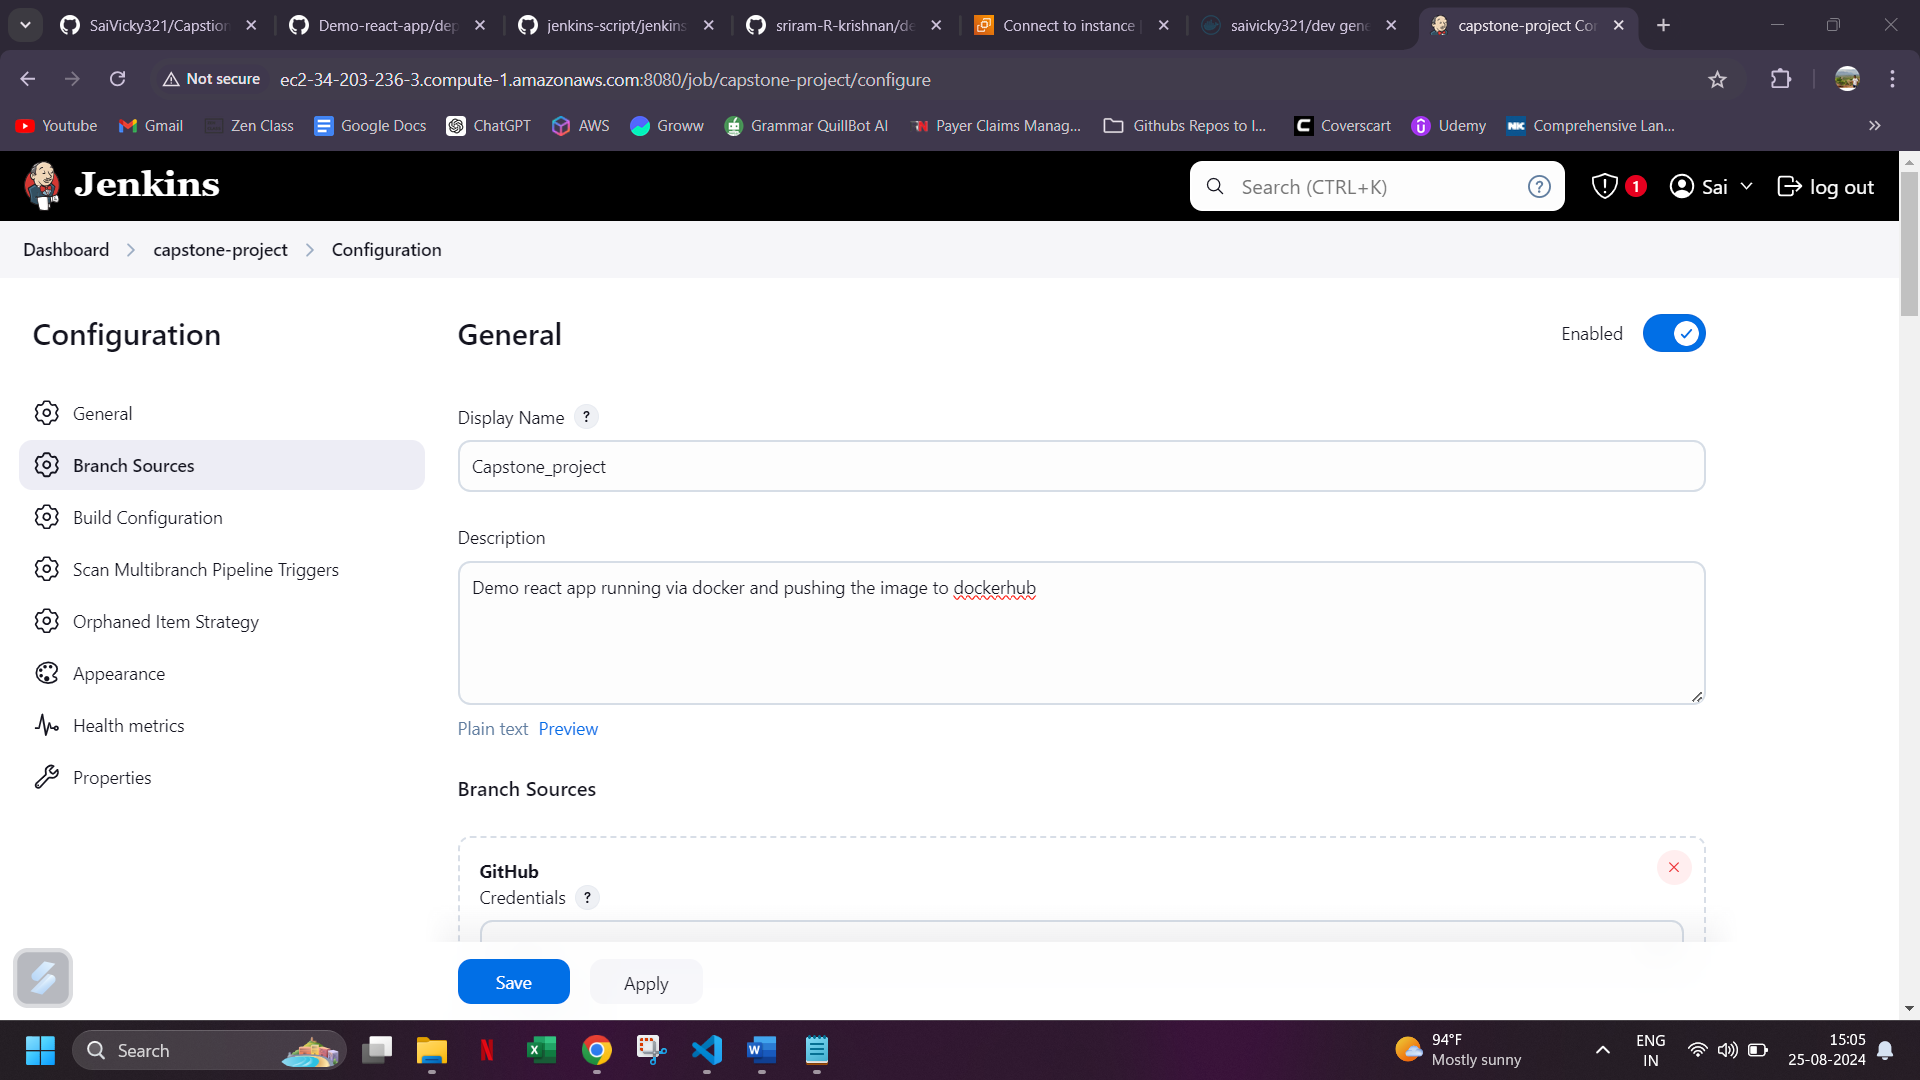 SaiVicky321/Capstion
Demo-react-app/dep
jenkins-script/jenkins
sriram-R-krishnan/de
Connect to instance
saivicky321/dev gene
capstone-project Con
Not secure
ec2-34-203-236-3.compute-1.amazonaws.com:8080/job/capstone-project/configure
Youtube
Gmail
Zen Class
Google Docs
ChatGPT
AWS
Groww
Grammar QuillBot AI
Payer Claims Manag...
Githubs Repos to l...
Coverscart
Udemy
NK
Comprehensive Lan...
Jenkins
Search (CTRL+K)
?
1
Sai
log out
Dashboard
capstone-project
Configuration
Configuration
General
Branch Sources
Build Configuration
Scan Multibranch Pipeline Triggers
Orphaned Item Strategy
Appearance
Health metrics
Properties
General
Enabled
Display Name ?
Capstone_project
Description
Demo react app running via docker and pushing the image to dockerhub
Plain text Preview
Branch Sources
GitHub
Credentials ?
Save
Apply
Search
94°F
Mostly sunny
ENG
IN
15:05
25-08-2024